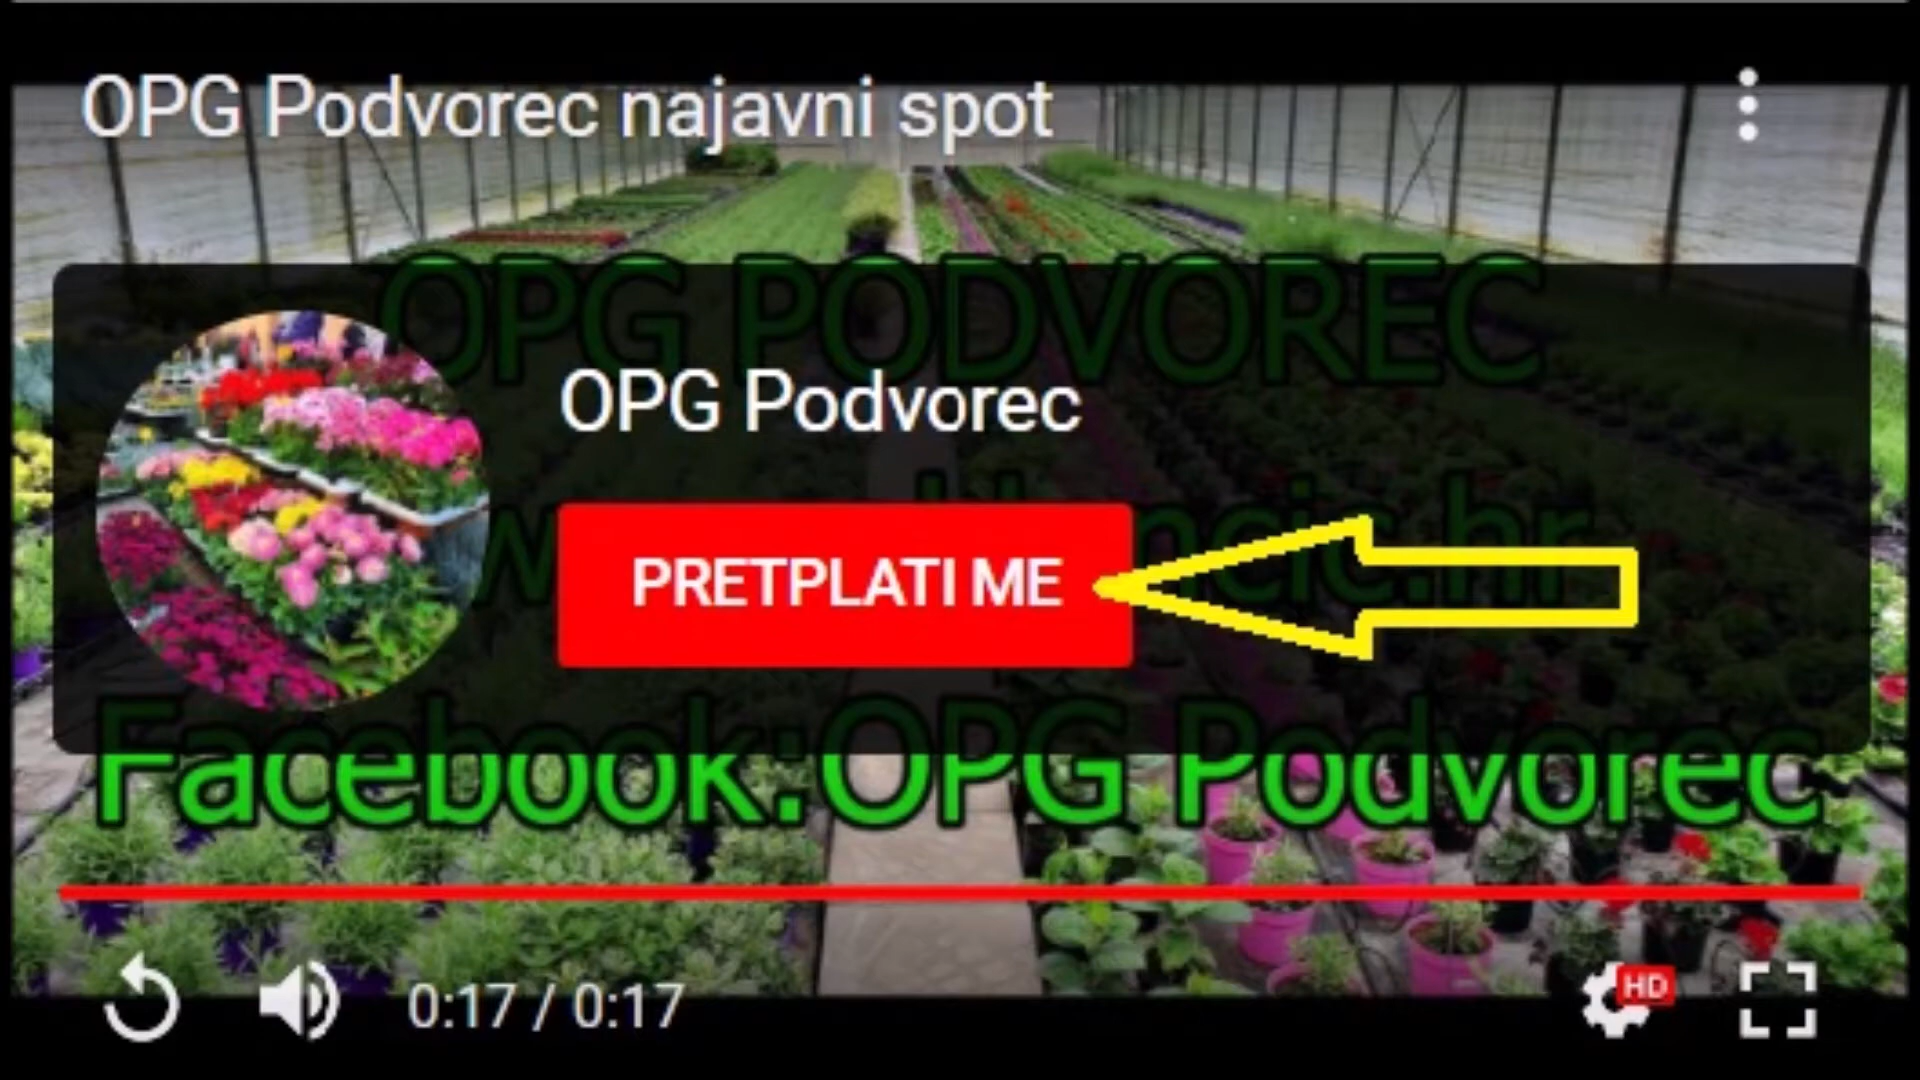 OPG Podvorec najavni spot
OPG PODVOREC
OPG Podvorec
PRETPLATI ME
Facebook:OPG Podvorec
0:17 / 0:17
HD